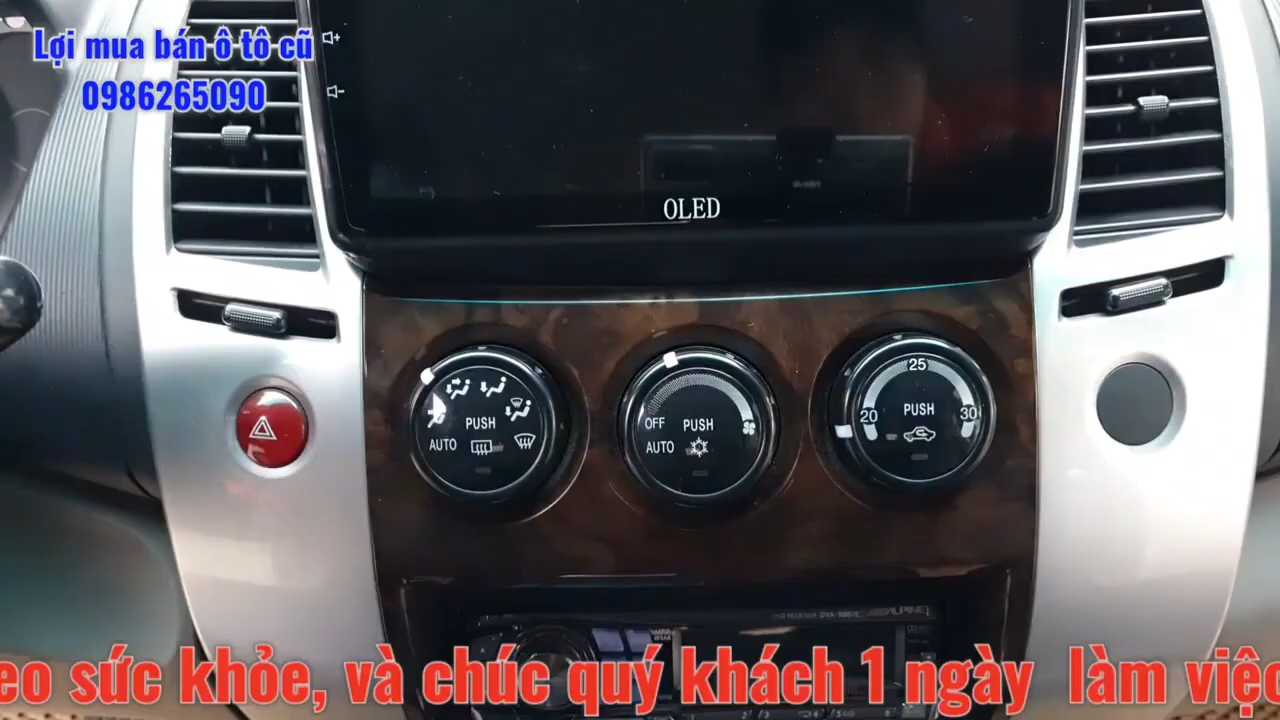 Lợi mua bán ô tô cũ
0986265090
OLED
PUSH
AUTO
PUSH
OFF
AUTO
25
20
PUSH
30
ALPINE
eo sức khỏe, và chúc quý khách 1 ngày làm việc